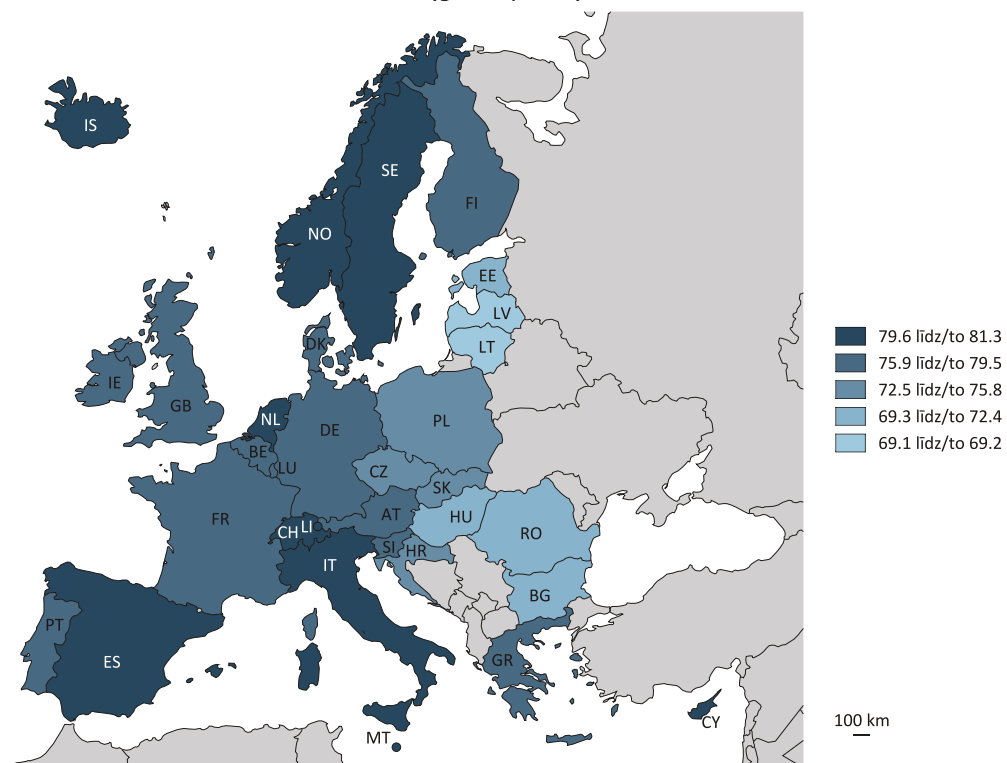 IS
SE
FI
NO
EE
LV
LT
DK
IE
GB
NL
DE
PL
BE
LU
CZ
SK
FR
AT
HU
CH
LI
RO
SI
HR
IT
BG
PT
ES
GR
MT
CY
79.6 līdz/to 81.3
75.9 līdz/to 79.5
72.5 līdz/to 75.8
69.3 līdz/to 72.4
69.1 līdz/to 69.2
100 km